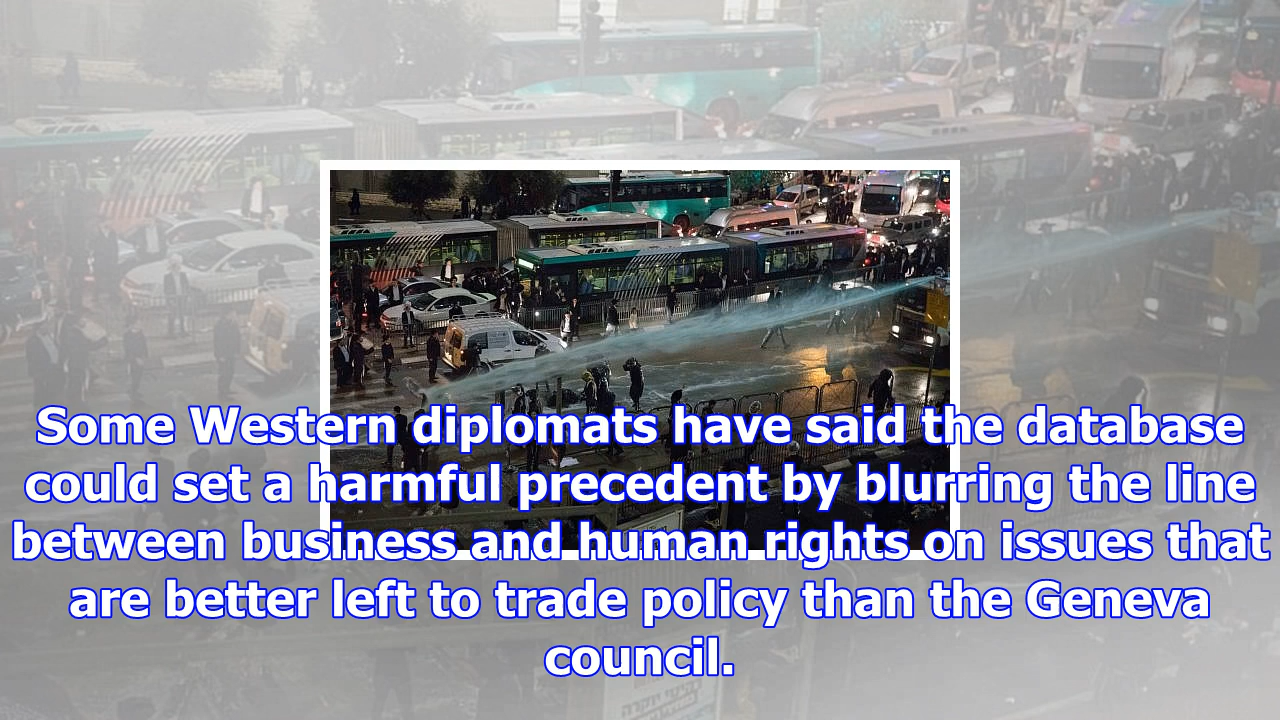 Some Western diplomats have said the database
could set a harmful precedent by blurring the line
between business and human rights on issues that
are better left to trade policy than the Geneva
council.